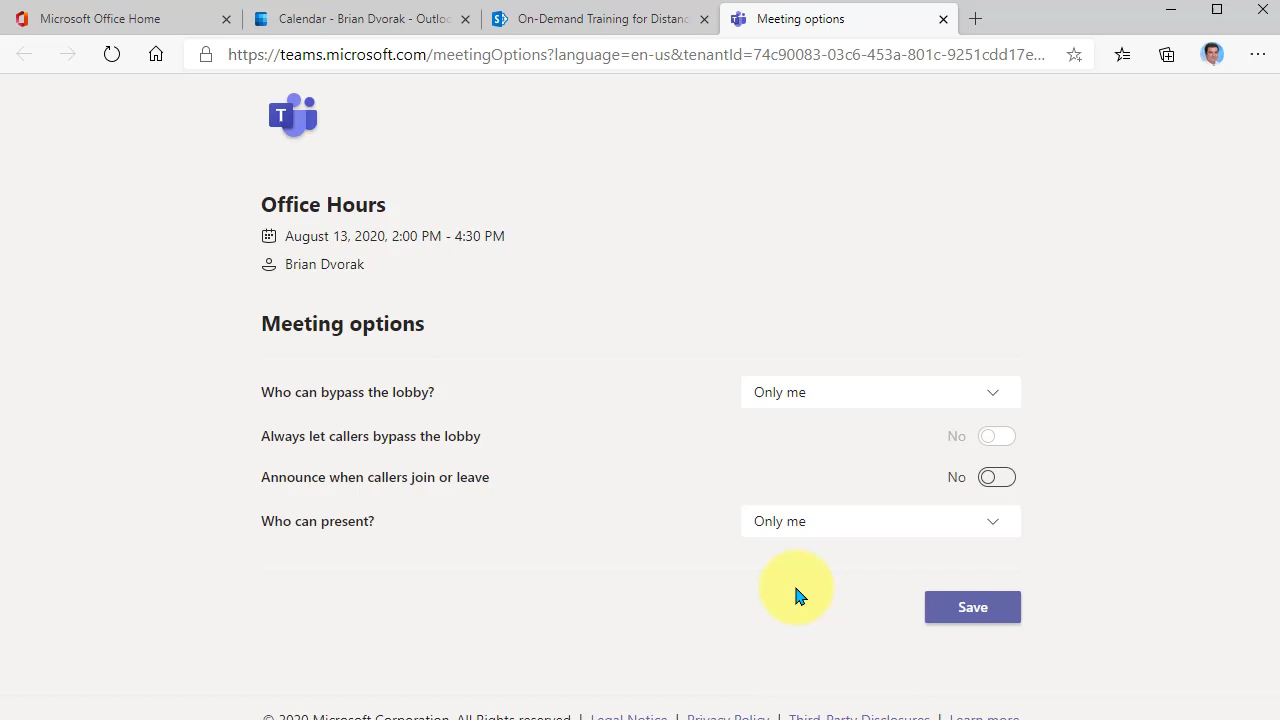 Microsoft Office Home
Calendar - Brian Dvorak - Outlo
On-Demand Training for Distanc
Meeting options
https://teams.microsoft.com/meetingOptions?language=en-us&tenantId=74c90083-03c6-453a-801c-9251cdd17e...
T
Office Hours
August 13, 2020, 2:00 PM - 4:30 PM
Brian Dvorak
Meeting options
Who can bypass the lobby? Only me
Always let callers bypass the lobby No
Announce when callers join or leave No
Who can present? Only me
Save
© 2020 Microsoft Corporation. All Rights reserved. | Legal Notice | Privacy Policy | Third-Party Disclosures | Learn more